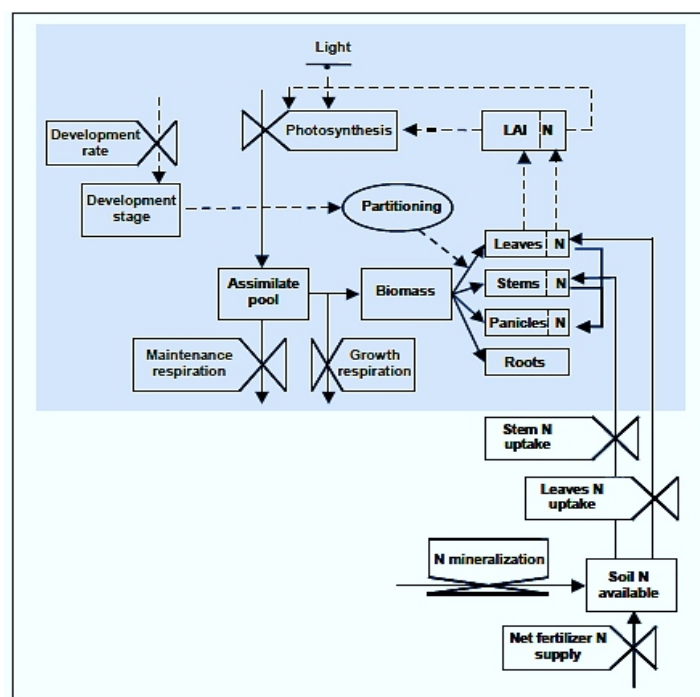 Light
Development
rate
Photosynthesis
LAI N
Development
stage
Partitioning
Leaves N
Stems N
Panicles N
Roots
Assimilate
pool
Biomass
Maintenance
respiration
Growth
respiration
Stem N
uptake
Leaves N
uptake
N mineralization
Soil N
available
Net fertilizer N
supply